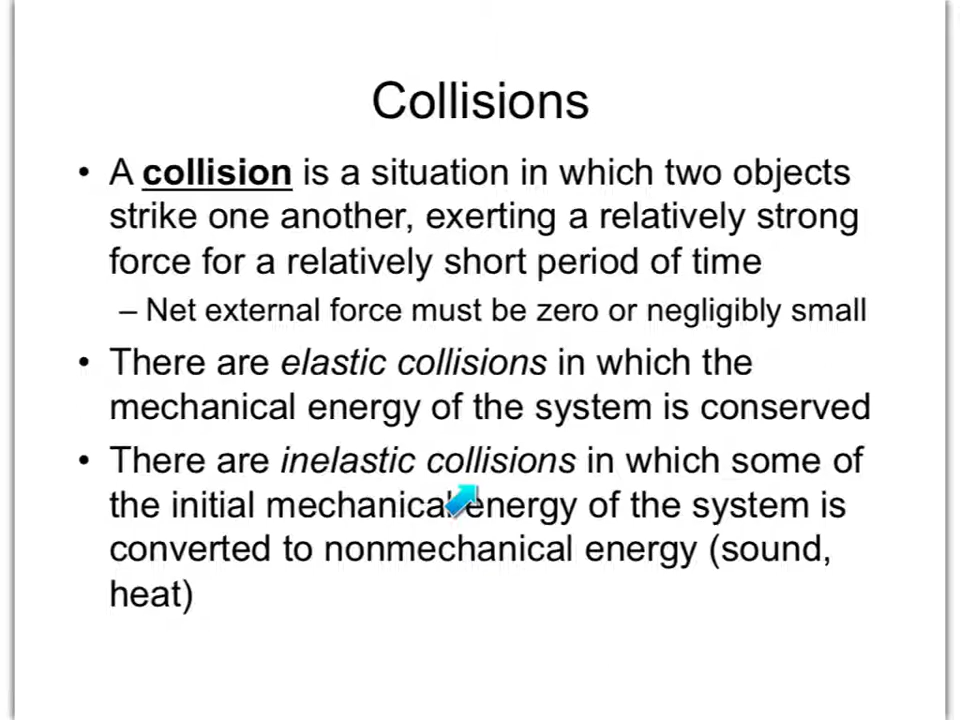 Collisions
• A collision is a situation in which two objects
strike one another, exerting a relatively strong
force for a relatively short period of time
– Net external force must be zero or negligibly small
• There are elastic collisions in which the
mechanical energy of the system is conserved
• There are inelastic collisions in which some of
the initial mechanical energy of the system is
converted to nonmechanical energy (sound,
heat)